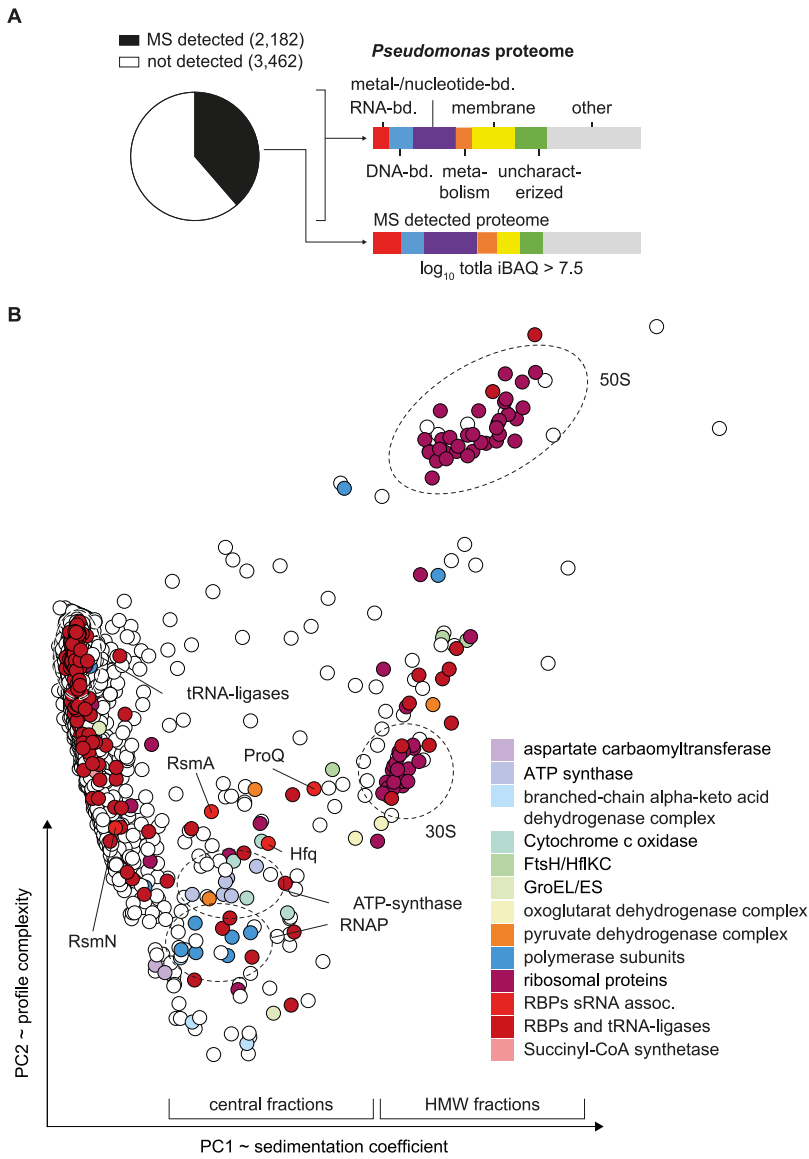 A
MS detected (2,182)
not detected (3,462)
Pseudomonas proteome
metal-/nucleotide-bd.
RNA-bd. membrane other
DNA-bd. meta- uncharact-
bolism erized
MS detected proteome
log10 totla iBAQ > 7.5
B
50S
tRNA-ligases
RsmA
ProQ
30S
Hfq
ATP-synthase
RNAP
RsmN
aspartate carbaomyltransferase
ATP synthase
branched-chain alpha-keto acid
dehydrogenase complex
Cytochrome c oxidase
FtsH/HflKC
GroEL/ES
oxoglutarat dehydrogenase complex
pyruvate dehydrogenase complex
polymerase subunits
ribosomal proteins
RBPs sRNA assoc.
RBPs and tRNA-ligases
Succinyl-CoA synthetase
PC2 ~ profile complexity
central fractions
HMW fractions
PC1 ~ sedimentation coefficient